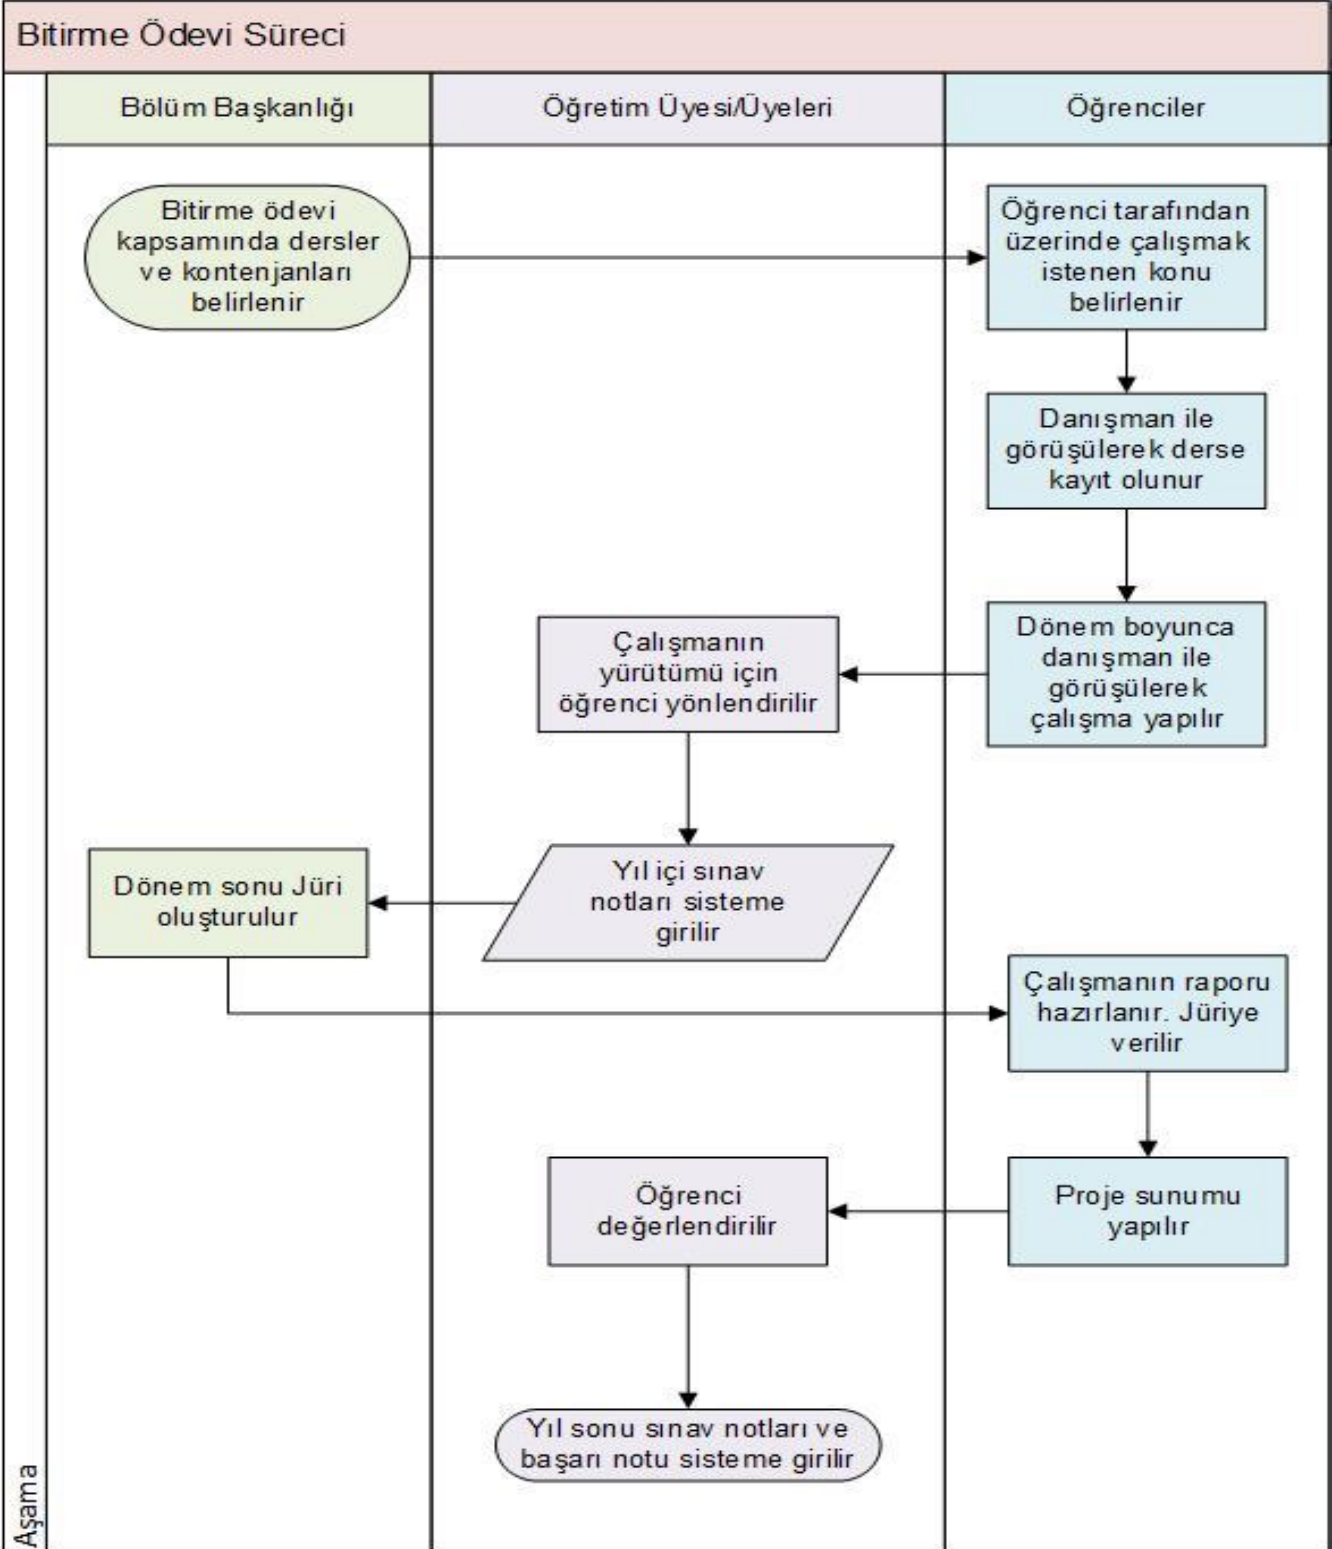 Bitirme Ödevi Süreci
Bölüm Başkanlığı
Öğretim Üyesi/Üyeleri
Öğrenciler
Bitirme ödevi
kapsamında dersler
ve kontenjanları
belirlenir
Öğrenci tarafından
üzerinde çalışmak
istenen konu
belirlenir
Danışman ile
görüşülerek derse
kayıt olunur
Dönem boyunca
danışman ile
görüşülerek
çalışma yapılır
Çalışmanın
yürütümü için
öğrenci yönlendirilir
Yıl içi sınav
notları sisteme
girilir
Dönem sonu Jüri
oluşturulur
Çalışmanın raporu
hazırlanır. Jüriye
verilir
Proje sunumu
yapılır
Öğrenci
değerlendirilir
Yıl sonu sınav notları ve
başarı notu sisteme girilir
Aşama